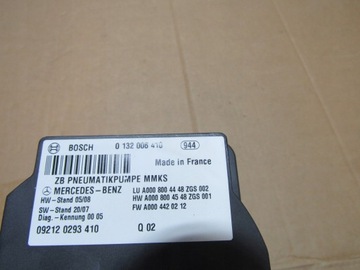 BOSCH 0 132 006 410 944
Made in France
ZB PNEUMATIKPUMPE MMKS
MERCEDES-BENZ LU A000 800 44 48 ZGS 002
HW-Stand 05/08 HW A000 800 45 48 ZGS 001
SW-Stand 20/07 FW A000 442 02 12
Diag.-Kennung 00 05
09212 0293 410 Q 02